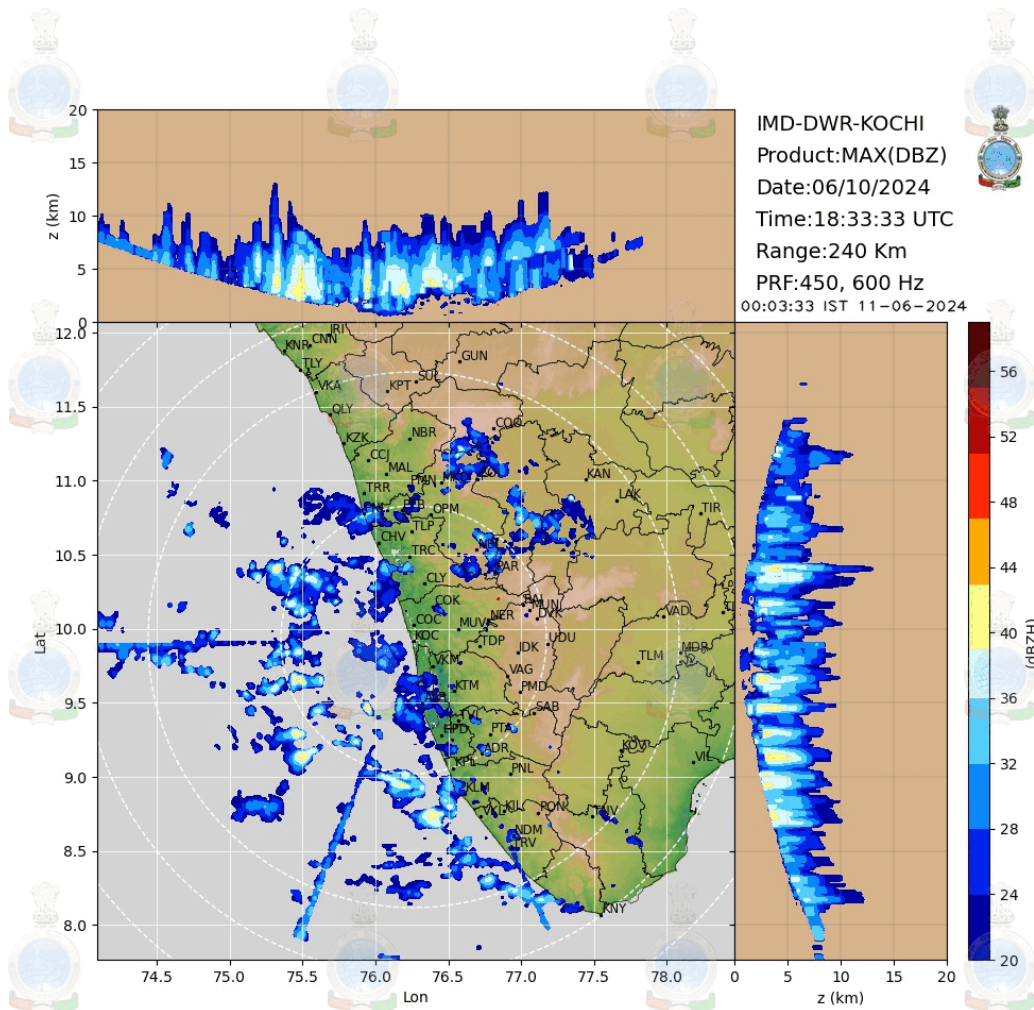 IMD-DWR-KOCHI
Product:MAX(DBZ)
Date:06/10/2024
Time:18:33:33 UTC
Range:240 Km
PRF:450, 600 Hz
00:03:33 IST 11-06-2024
20
15
10
5
0
z (km)
12.0
11.5
11.0
10.5
10.0
9.5
9.0
8.5
8.0
Lat
74.5
75.0
75.5
76.0
76.5
77.0
77.5
78.0
Lon
0
5
10
15
20
z (km)
56
52
48
44
40
36
32
28
24
20
(dBZH)
IRI
CNN
KNR
TLY
GUN
SUL
VKA
KPT
QLY
KZK
NBR
CCJ
MAL
PMN
TRR
KAN
LAK
OPM
TIR
TLP
CHV
TRC
PAR
CLY
COK
MUN
DVK
VAD
NER
COC
MUV
KOC
TDP
UDU
IDK
MDR
VKM
TLM
VAG
KTM
PMD
SAB
PTA
ADR
KOV
VIL
PNL
KLM
PON
NDM
TRV
KNY